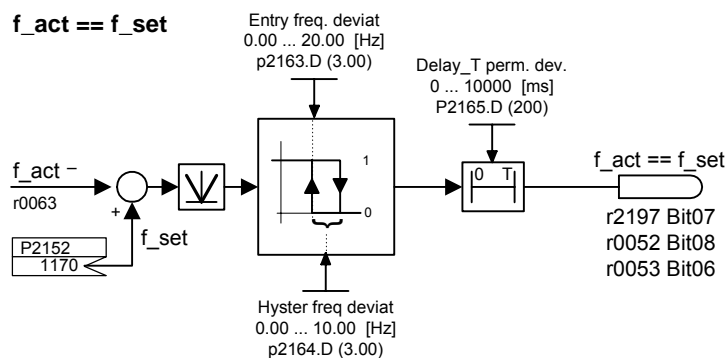 f_act == f_set
Entry freq. deviat
0.00 ... 20.00 [Hz]
p2163.D (3.00)
Delay_T perm. dev.
0 ... 10000 [ms]
P2165.D (200)
f_act −
r0063
+
f_set
P2152
1170
1
0
0 T
f_act == f_set
r2197 Bit07
r0052 Bit08
r0053 Bit06
Hyster freq deviat
0.00 ... 10.00 [Hz]
p2164.D (3.00)